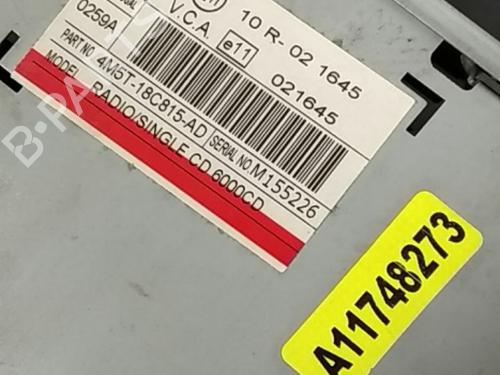 10 R- 02 1645
V.C.A.
e11
021645
0259A
PART NO 4M5T-18C815-AD SERIAL NO. M155226
MODEL RADIO/SINGLE CD 6000CD
A11748273